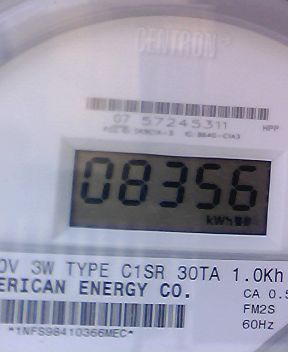 CENTRON
07 57245311
HPP
08356
kWh
0V 3W TYPE C1SR 30TA 1.0Kh
ERICAN ENERGY CO.
CA 0.5
FM2S
*1NFS98410366MEC*
60Hz